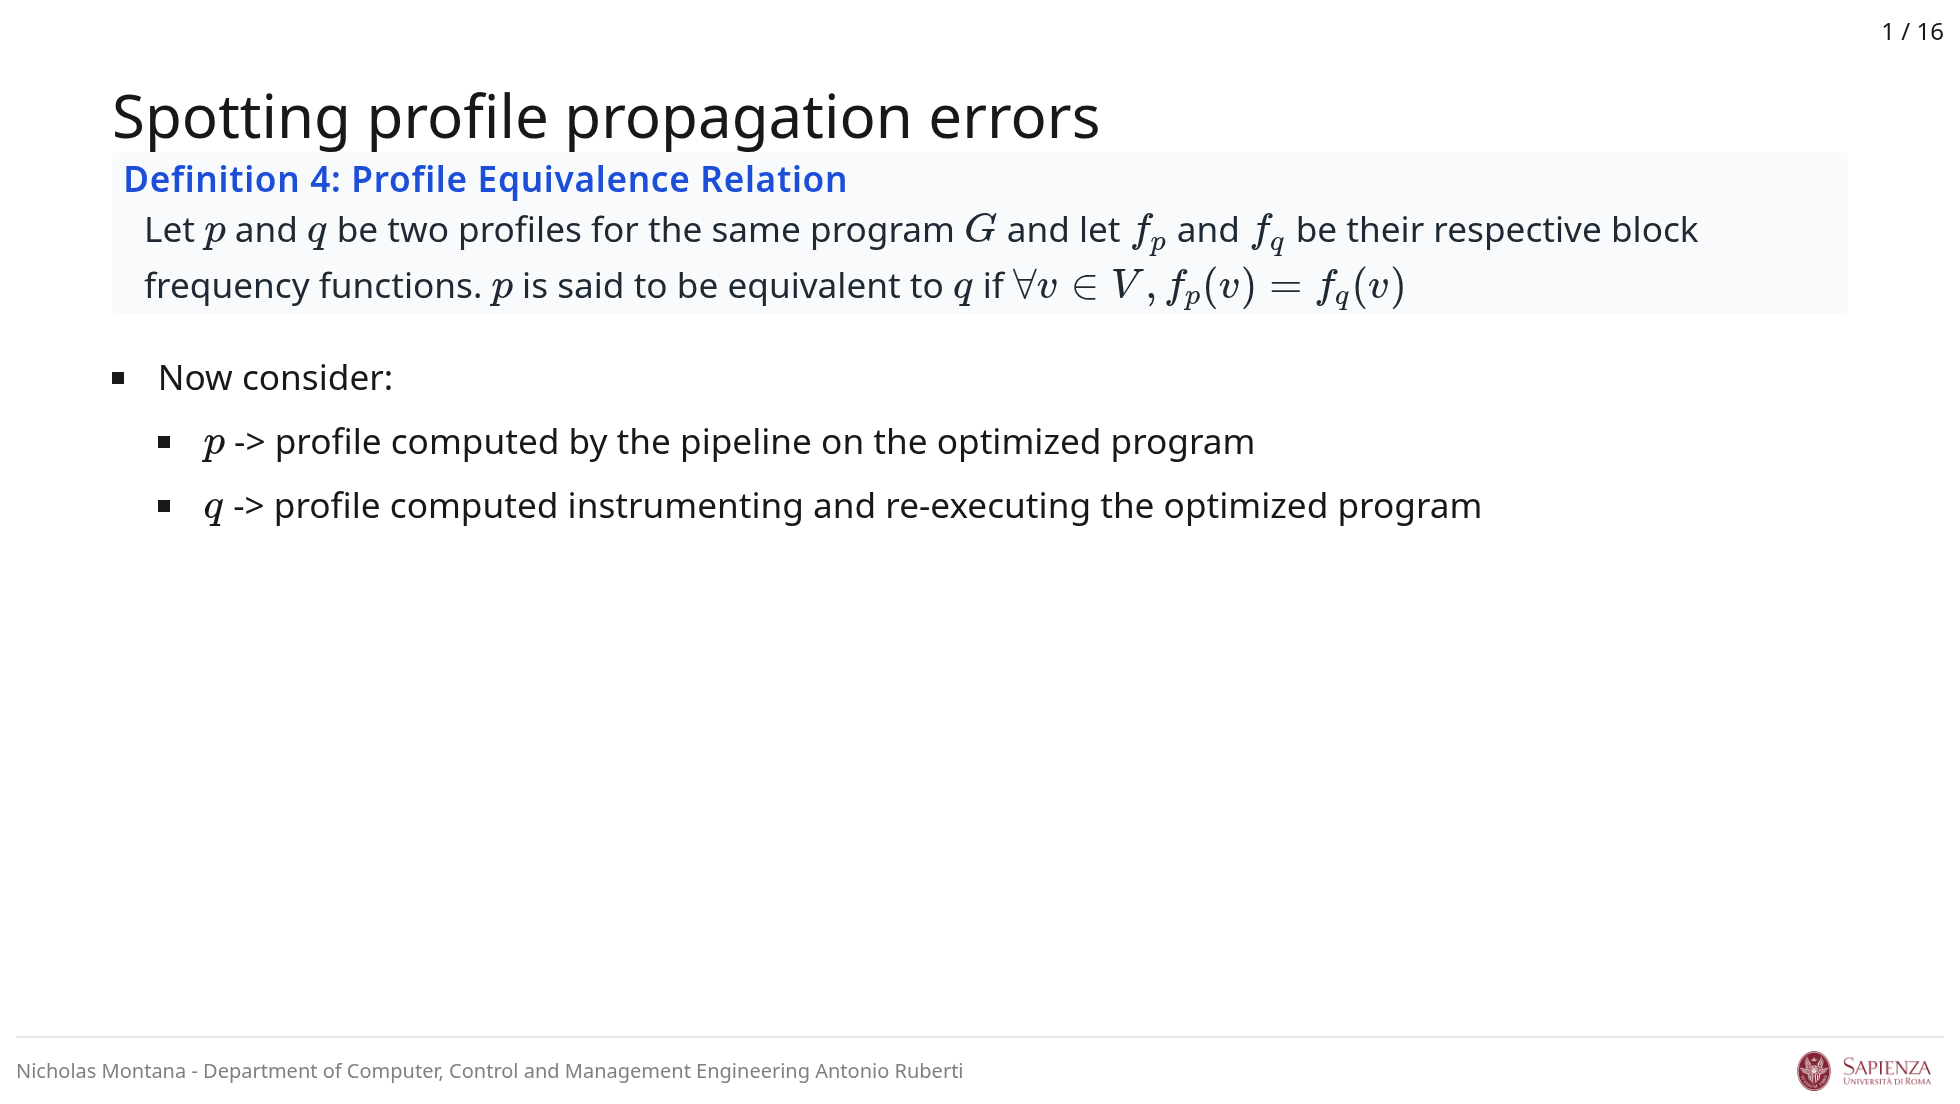 1 / 16
Spotting profile propagation errors
Definition 4: Profile Equivalence Relation
Let p and q be two profiles for the same program G and let f_p and f_q be their respective block
frequency functions. p is said to be equivalent to q if ∀v ∈ V, f_p(v) = f_q(v)
▪ Now consider:
▪ p -> profile computed by the pipeline on the optimized program
▪ q -> profile computed instrumenting and re-executing the optimized program
Nicholas Montana - Department of Computer, Control and Management Engineering Antonio Ruberti
SAPIENZA
UNIVERSITÀ DI ROMA